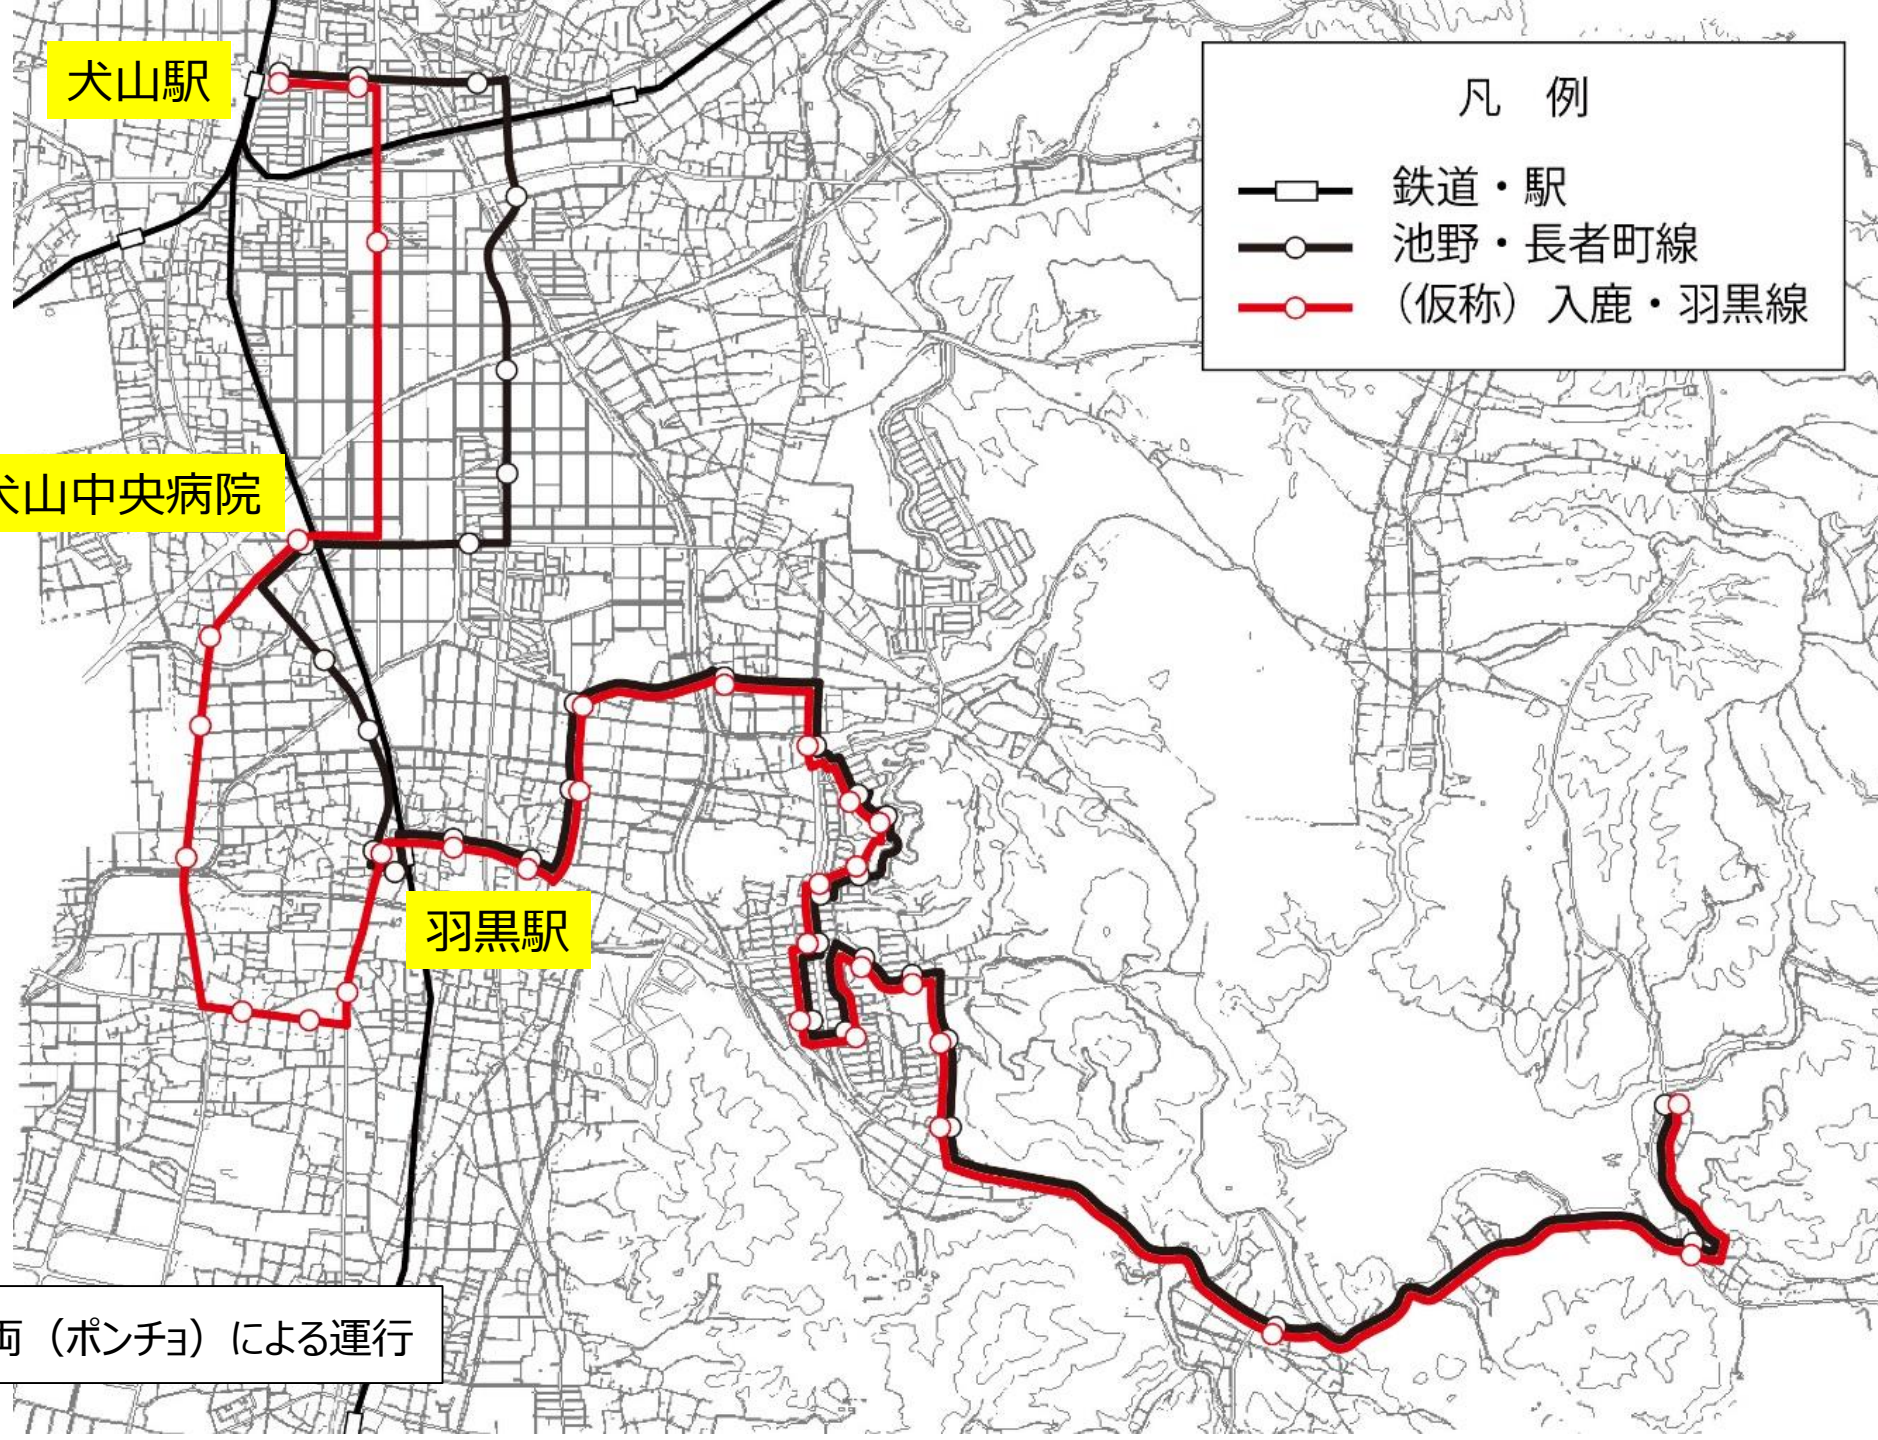 犬山駅
凡 例
鉄道・駅
池野・長者町線
（仮称）入鹿・羽黒線
犬山中央病院
羽黒駅
両（ポンチョ）による運行